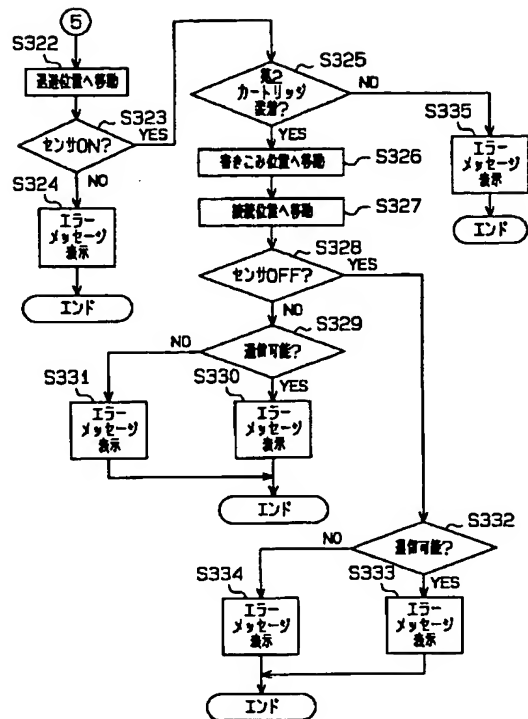 5
S322
退避位置へ移動
S323
センサON?
YES
NO
S324
エラー
メッセージ
表示
エンド
S325
第2
カートリッジ
装着?
NO
YES
S335
エラー
メッセージ
表示
エンド
S326
書きこみ位置へ移動
S327
接続位置へ移動
S328
センサOFF?
YES
NO
S329
通信可能?
NO
YES
S331
エラー
メッセージ
表示
S330
エラー
メッセージ
表示
エンド
S332
通信可能?
NO
YES
S334
エラー
メッセージ
表示
S333
エラー
メッセージ
表示
エンド